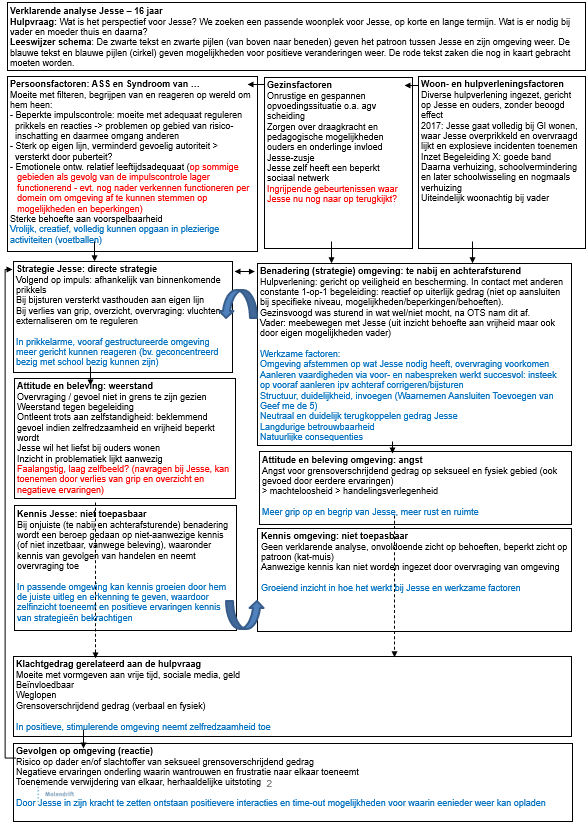 Verklarende analyse Jesse – 16 jaar
Hulpvraag: Wat is het perspectief voor Jesse? We zoeken een passende woonplek voor Jesse, op korte en lange termijn. Wat is er nodig bij
vader en moeder thuis en daarna?
Leeswijzer schema: De zwarte tekst en zwarte pijlen (van boven naar beneden) geven het patroon tussen Jesse en zijn omgeving weer. De
blauwe tekst en blauwe pijlen (cirkel) geven mogelijkheden voor positieve veranderingen weer. De rode tekst zaken die nog in kaart gebracht
moeten worden.
Persoonsfactoren: ASS en Syndroom van …
Moeite met filteren, begrijpen van en reageren op wereld om
hem heen:
- Beperkte impulscontrole: moeite met adequaat reguleren
prikkels en reacties -> problemen op gebied van risico-
inschatting en daarmee omgang anderen
- Sterk op eigen lijn, verminderd gevoelig autoriteit >
versterkt door puberteit?
- Emotionele ontw. relatief leeftijdsadequaat (op sommige
gebieden als gevolg van de impulscontrole lager
functionerend - evt. nog nader verkennen functioneren per
domein om omgeving af te kunnen stemmen op
mogelijkheden en beperkingen)
Sterke behoefte aan voorspelbaarheid
Vrolijk, creatief, volledig kunnen opgaan in plezierige
activiteiten (voetballen)
Gezinsfactoren
Onrustige en gespannen
opvoedingssituatie o.a. agv
scheiding
Zorgen over draagkracht en
pedagogische mogelijkheden
ouders en onderlinge invloed
Jesse-zusje
Jesse zelf heeft een beperkt
sociaal netwerk
Ingrijpende gebeurtenissen waar
Jesse nu nog naar op terugkijkt?
Woon- en hulpverleningsfactoren
Diverse hulpverlening ingezet, gericht
op Jesse en ouders, zonder beoogd
effect
2017: Jesse gaat volledig bij GI wonen,
waar Jesse overprikkeld en overvraagd
lijkt en explosieve incidenten toenemen
Inzet Begeleiding X: goede band
Daarna verhuizing, schoolvermindering
en later schoolwisseling en nogmaals
verhuizing
Uiteindelijk woonachtig bij vader
Strategie Jesse: directe strategie
Volgend op impuls: afhankelijk van binnenkomende
prikkels
Bij bijsturen versterkt vasthouden aan eigen lijn
Bij verlies van grip, overzicht, overvraging: vluchten,
externaliseren om te reguleren
In prikkelarme, vooraf gestructureerde omgeving
meer gericht kunnen reageren (bv. geconcentreerd
bezig met school bezig kunnen zijn)
Benadering (strategie) omgeving: te nabij en achterafsturend
Hulpverlening: gericht op veiligheid en bescherming. In contact met anderen
constante 1-op-1 begeleiding: reactief op uiterlijk gedrag (niet op aansluiten
bij specifieke niveau, mogelijkheden/beperkingen/behoeften).
Gezinsvoogd was sturend in wat wel/niet mocht, na OTS nam dit af.
Vader: meebewegen met Jesse (uit inzicht behoefte aan vrijheid maar ook
door eigen mogelijkheden vader)
Werkzame factoren:
Omgeving afstemmen op wat Jesse nodig heeft, overvraging voorkomen
Aanleren vaardigheden via voor- en nabespreken werkt succesvol: insteek
op vooraf aanleren ipv achteraf corrigeren/bijsturen
Structuur, duidelijkheid, invoegen (Waarnemen Aansluiten Toevoegen van
Geef me de 5)
Neutraal en duidelijk terugkoppelen gedrag Jesse
Langdurige betrouwbaarheid
Natuurlijke consequenties
Attitude en beleving: weerstand
Overvraging / gevoel niet in grens te zijn gezien
Weerstand tegen begeleiding
Ontleent trots aan zelfstandigheid: beklemmend
gevoel indien zelfredzaamheid en vrijheid beperkt
wordt
Jesse wil het liefst bij ouders wonen
Inzicht in problematiek lijkt aanwezig
Faalangstig, laag zelfbeeld? (navragen bij Jesse, kan
toenemen door verlies van grip en overzicht en
negatieve ervaringen)
Attitude en beleving omgeving: angst
Angst voor grensoverschrijdend gedrag op seksueel en fysiek gebied (ook
gevoed door eerdere ervaringen)
> machteloosheid > handelingsverlegenheid
Meer grip op en begrip van Jesse, meer rust en ruimte
Kennis Jesse: niet toepasbaar
Bij onjuiste (te nabij en achterafsturende) benadering
wordt een beroep gedaan op niet-aanwezige kennis
(of niet inzetbaar, vanwege beleving), waaronder
kennis van gevolgen van handelen en neemt
overvraging toe
In passende omgeving kan kennis groeien door hem
de juiste uitleg en erkenning te geven, waardoor
zelfinzicht toeneemt en positieve ervaringen kennis
van strategieën bekrachtigen
Kennis omgeving: niet toepasbaar
Geen verklarende analyse, onvoldoende zicht op behoeften, beperkt zicht op
patroon (kat-muis)
Aanwezige kennis kan niet worden ingezet door overvraging van omgeving
Groeiend inzicht in hoe het werkt bij Jesse en werkzame factoren
Klachtgedrag gerelateerd aan de hulpvraag
Moeite met vormgeven aan vrije tijd, sociale media, geld
Beïnvloedbaar
Weglopen
Grensoverschrijdend gedrag (verbaal en fysiek)
In positieve, stimulerende omgeving neemt zelfredzaamheid toe
Gevolgen op omgeving (reactie)
Risico op dader en/of slachtoffer van seksueel grensoverschrijdend gedrag
Negatieve ervaringen onderling waarin wantrouwen en frustratie naar elkaar toeneemt
Toenemende verwijdering van elkaar, herhaaldelijke uitstoting 2
Molendrift
Door Jesse in zijn kracht te zetten ontstaan positievere interacties en time-out mogelijkheden voor waarin eenieder weer kan opladen